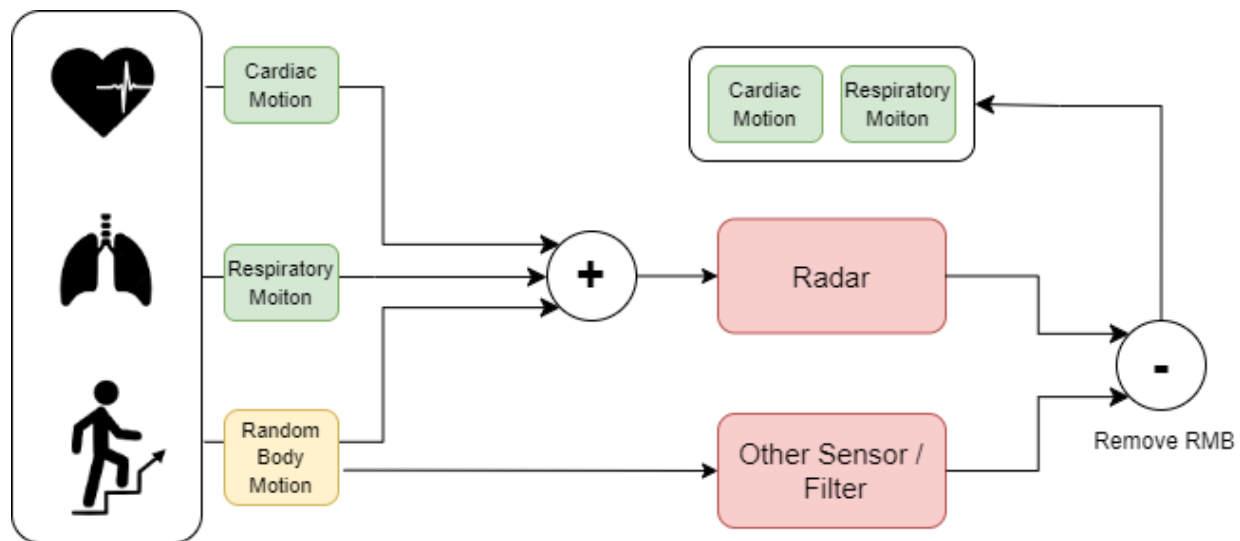 Cardiac
Motion
Respiratory
Moiton
Random
Body
Motion
+
Radar
Other Sensor /
Filter
-
Remove RMB
Cardiac
Motion
Respiratory
Moiton